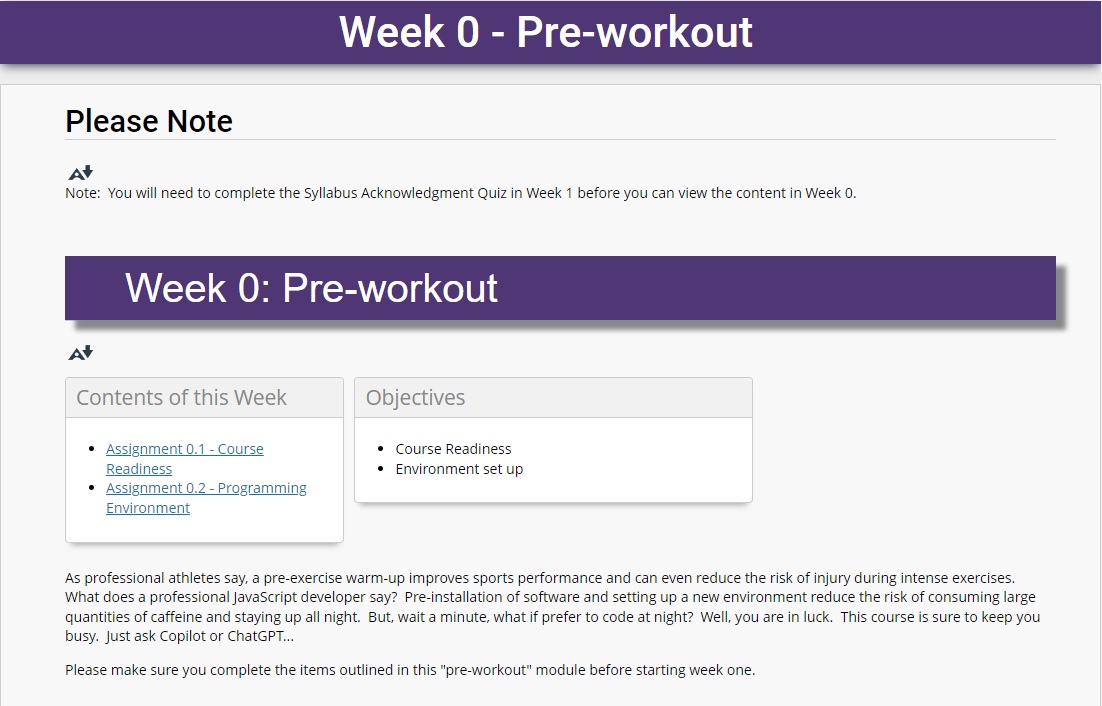 Week 0 - Pre-workout
Please Note
Note:  You will need to complete the Syllabus Acknowledgment Quiz in Week 1 before you can view the content in Week 0.
Week 0: Pre-workout
Contents of this Week
Assignment 0.1 - Course
Readiness
Assignment 0.2 - Programming
Environment
Objectives
Course Readiness
Environment set up
As professional athletes say, a pre-exercise warm-up improves sports performance and can even reduce the risk of injury during intense exercises.
What does a professional JavaScript developer say?  Pre-installation of software and setting up a new environment reduce the risk of consuming large
quantities of caffeine and staying up all night.  But, wait a minute, what if prefer to code at night?  Well, you are in luck.  This course is sure to keep you
busy.  Just ask Copilot or ChatGPT...
Please make sure you complete the items outlined in this "pre-workout" module before starting week one.